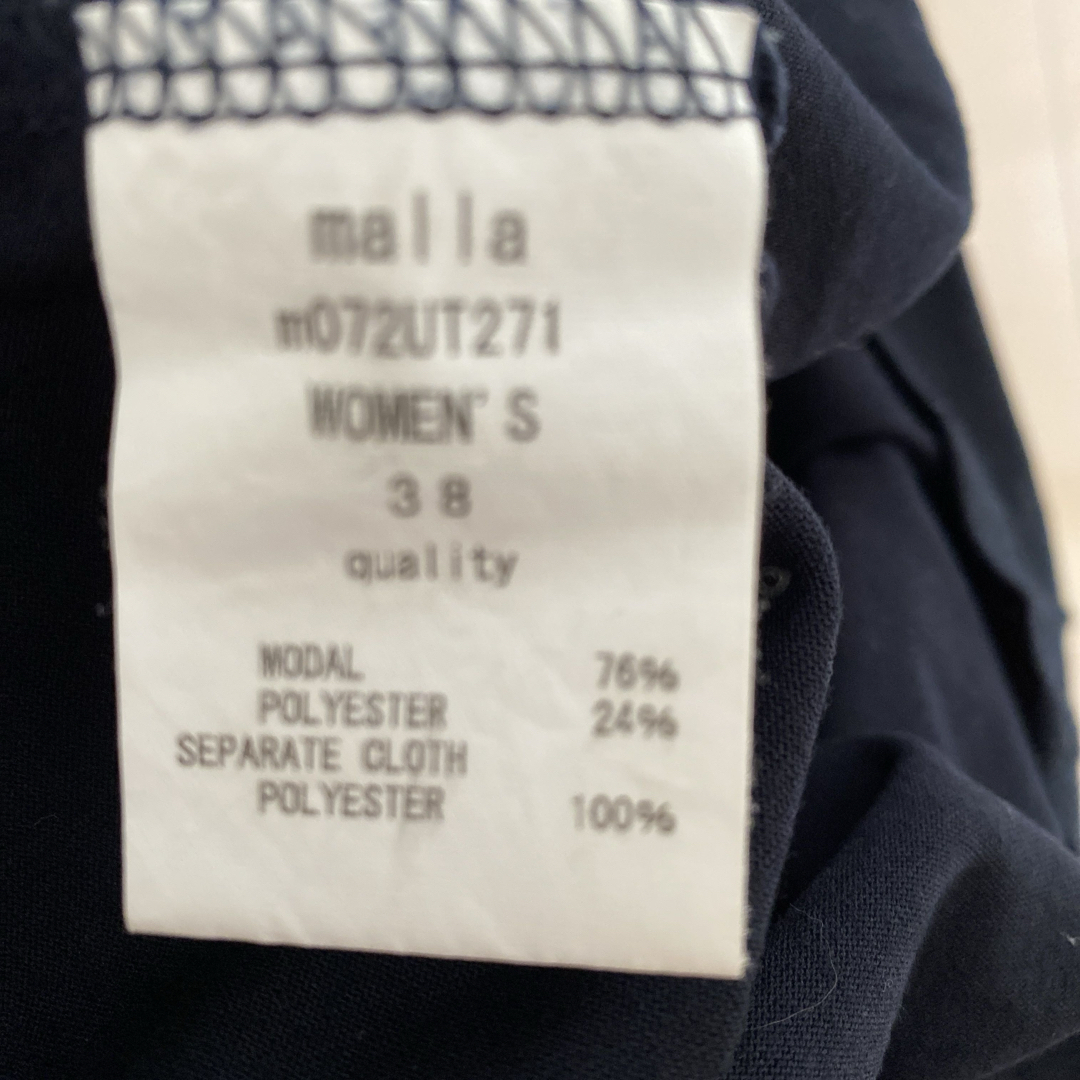 malla
m072UT271
WOMEN'S
38
quality
MODAL 76%
POLYESTER 24%
SEPARATE CLOTH
POLYESTER 100%